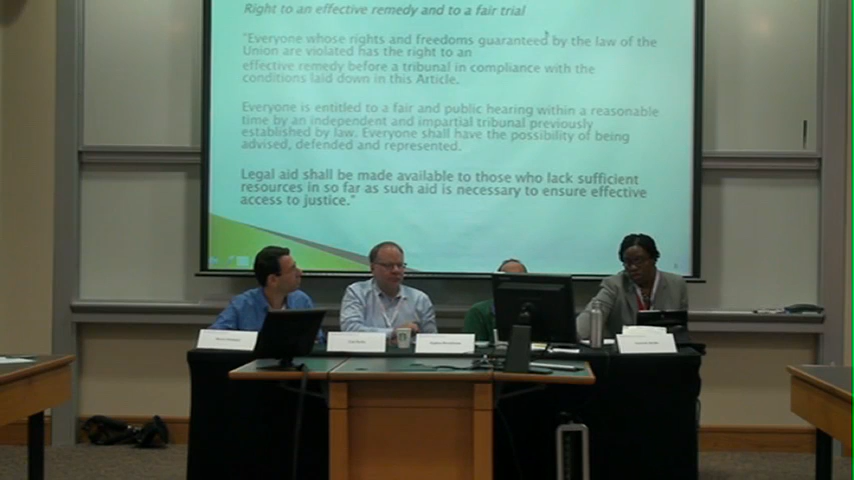 Right to an effective remedy and to a fair trial
"Everyone whose rights and freedoms guaranteed by the law of the
Union are violated has the right to an
effective remedy before a tribunal in compliance with the
conditions laid down in this Article.
Everyone is entitled to a fair and public hearing within a reasonable
time by an independent and impartial tribunal previously
established by law. Everyone shall have the possibility of being
advised, defended and represented.
Legal aid shall be made available to those who lack sufficient
resources in so far as such aid is necessary to ensure effective
access to justice."